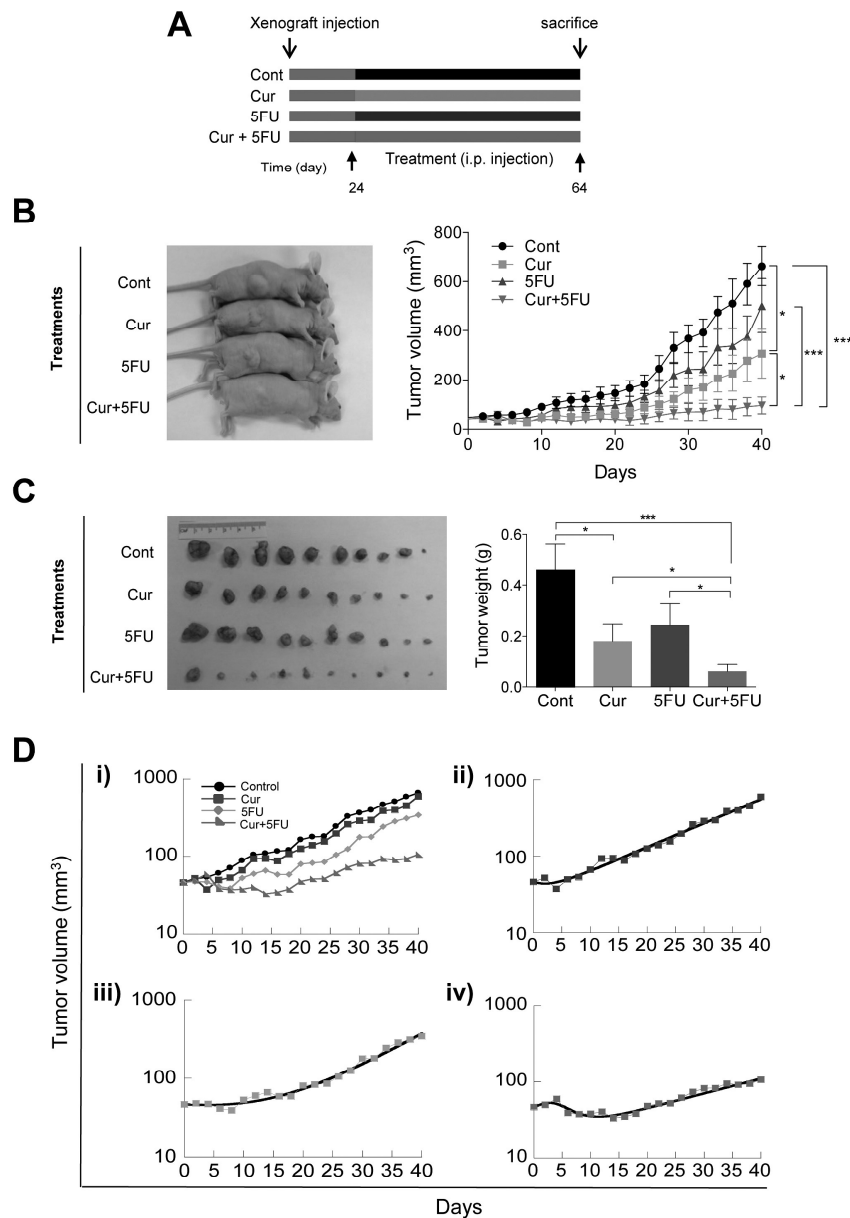 A
Xenograft injection sacrifice
Cont
Cur
5FU
Cur + 5FU
Time (day) Treatment (i.p. injection)
24 64
B
Treatments
Cont
Cur
5FU
Cur+5FU
Tumor volume (mm3)
800
600
400
200
0
0 10 20 30 40
Days
Cont
Cur
5FU
Cur+5FU
*
*
***
***
C
Treatments
Cont
Cur
5FU
Cur+5FU
Tumor weight (g)
0.6
0.4
0.2
0.0
***
*
*
*
Cont Cur 5FU Cur+5FU
D
Tumor volume (mm3)
i)
1000
100
10
0 5 10 15 20 25 30 35 40
Control
Cur
5FU
Cur+5FU
ii)
1000
100
10
0 5 10 15 20 25 30 35 40
iii)
1000
100
10
0 5 10 15 20 25 30 35 40
iv)
1000
100
10
0 5 10 15 20 25 30 35 40
Days